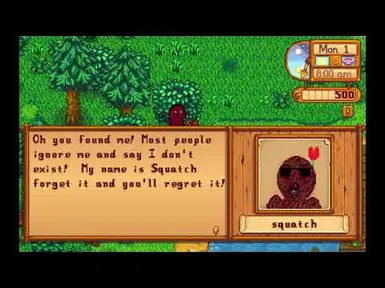 Mon. 1
8:00 am
500
Oh you found me! Most people
ignore me and say I don't
exist! My name is Squatch
forget it and you'll regret it!
squatch